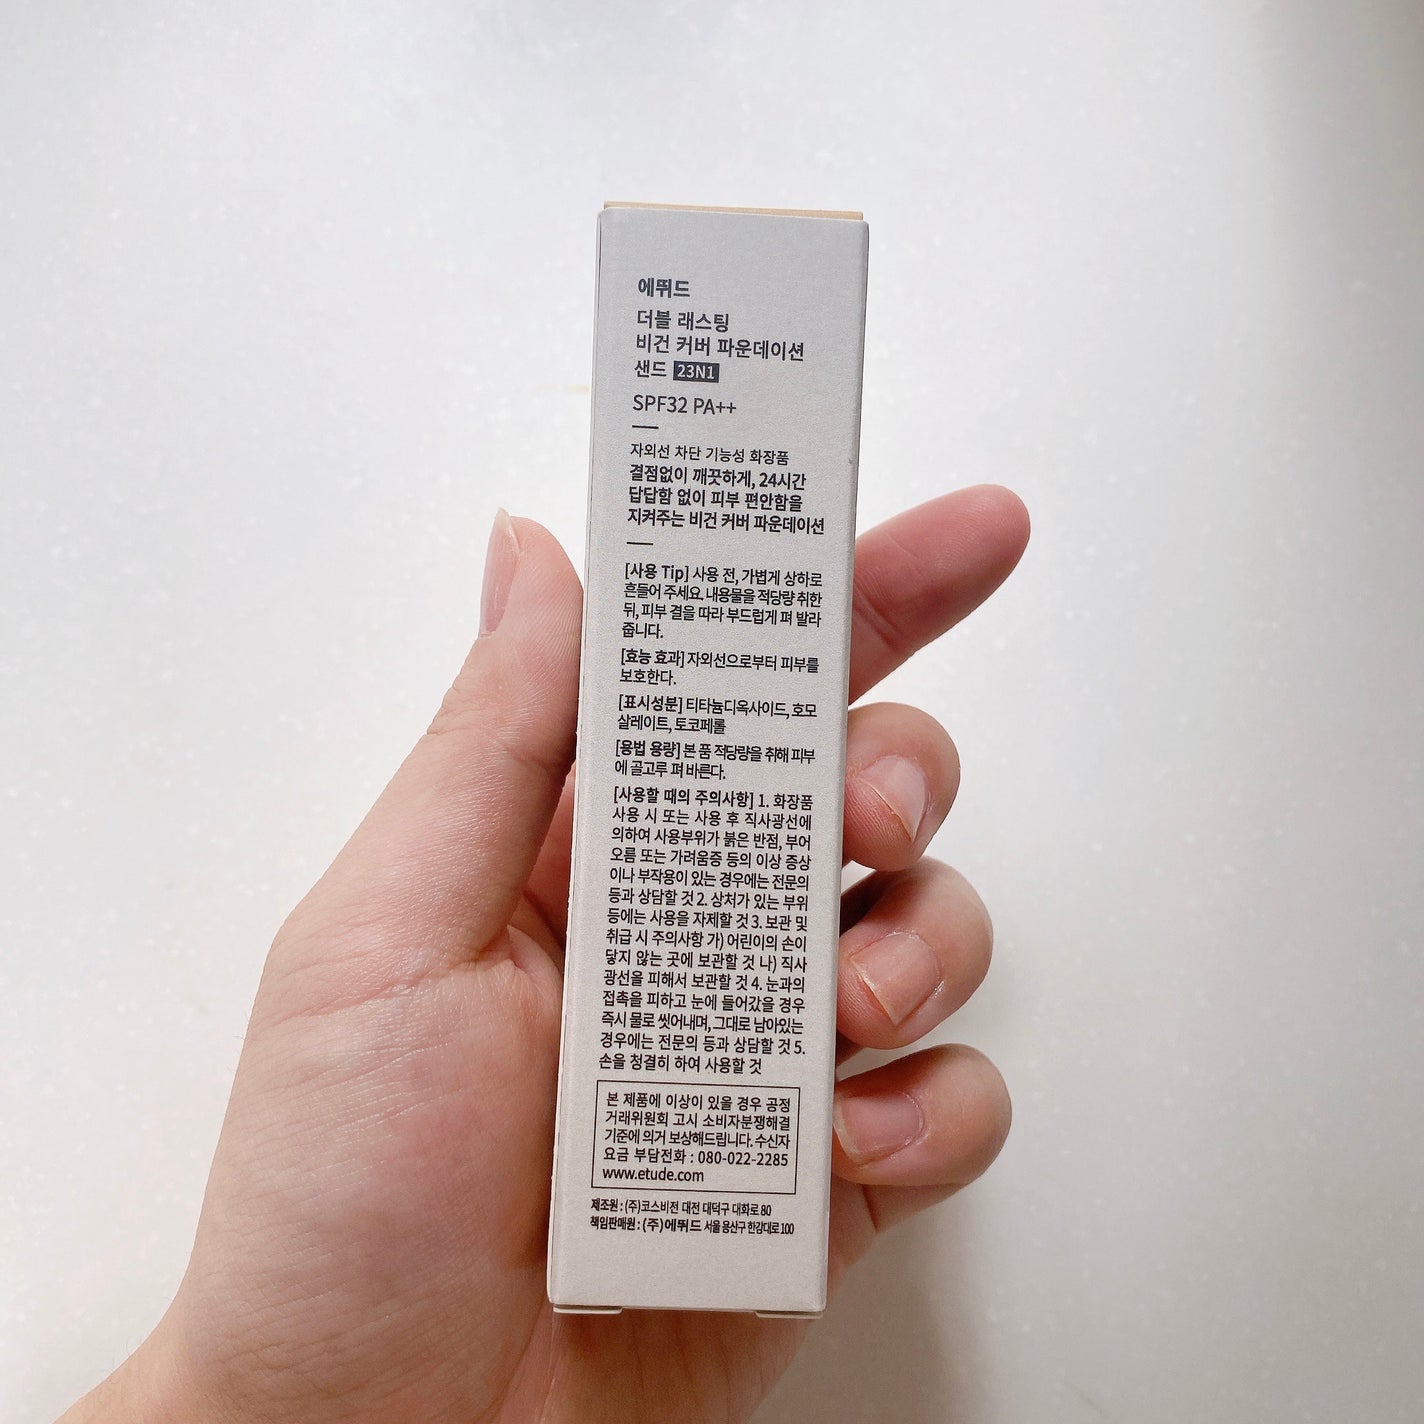 에뛰드
더블 래스팅
비건 커버 파운데이션
샌드 23N1
SPF32 PA++
자외선 차단 기능성 화장품
결점없이 깨끗하게, 24시간
답답함 없이 피부 편안함을
지켜주는 비건 커버 파운데이션
[사용 Tip] 사용 전, 가볍게 상하로
흔들어 주세요. 내용물을 적당량 취한
뒤, 피부 결을 따라 부드럽게 펴 발라
줍니다.
[효능 효과] 자외선으로부터 피부를
보호한다.
[표시성분] 티타늄디옥사이드, 호모
살레이트, 토코페롤
[용법 용량] 본 품 적당량을 취해 피부
에 골고루 펴 바른다.
[사용할 때의 주의사항] 1. 화장품
사용 시 또는 사용 후 직사광선에
의하여 사용부위가 붉은 반점, 부어
오름 또는 가려움증 등의 이상 증상
이나 부작용이 있는 경우에는 전문의
등과 상담할 것 2. 상처가 있는 부위
등에는 사용을 자제할 것 3. 보관 및
취급 시 주의사항 가) 어린이의 손이
닿지 않는 곳에 보관할 것 나) 직사
광선을 피해서 보관할 것 4. 눈과의
접촉을 피하고 눈에 들어갔을 경우
즉시 물로 씻어내며, 그대로 남아있는
경우에는 전문의 등과 상담할 것 5.
손을 청결히 하여 사용할 것
본 제품에 이상이 있을 경우 공정
거래위원회 고시 소비자분쟁해결
기준에 의거 보상해드립니다. 수신자
요금 부담전화 : 080-022-2285
www.etude.com
제조원 : (주)코스비전 대전 대덕구 대화로 80
책임판매원 : (주)에뛰드 서울 용산구 한강대로 100